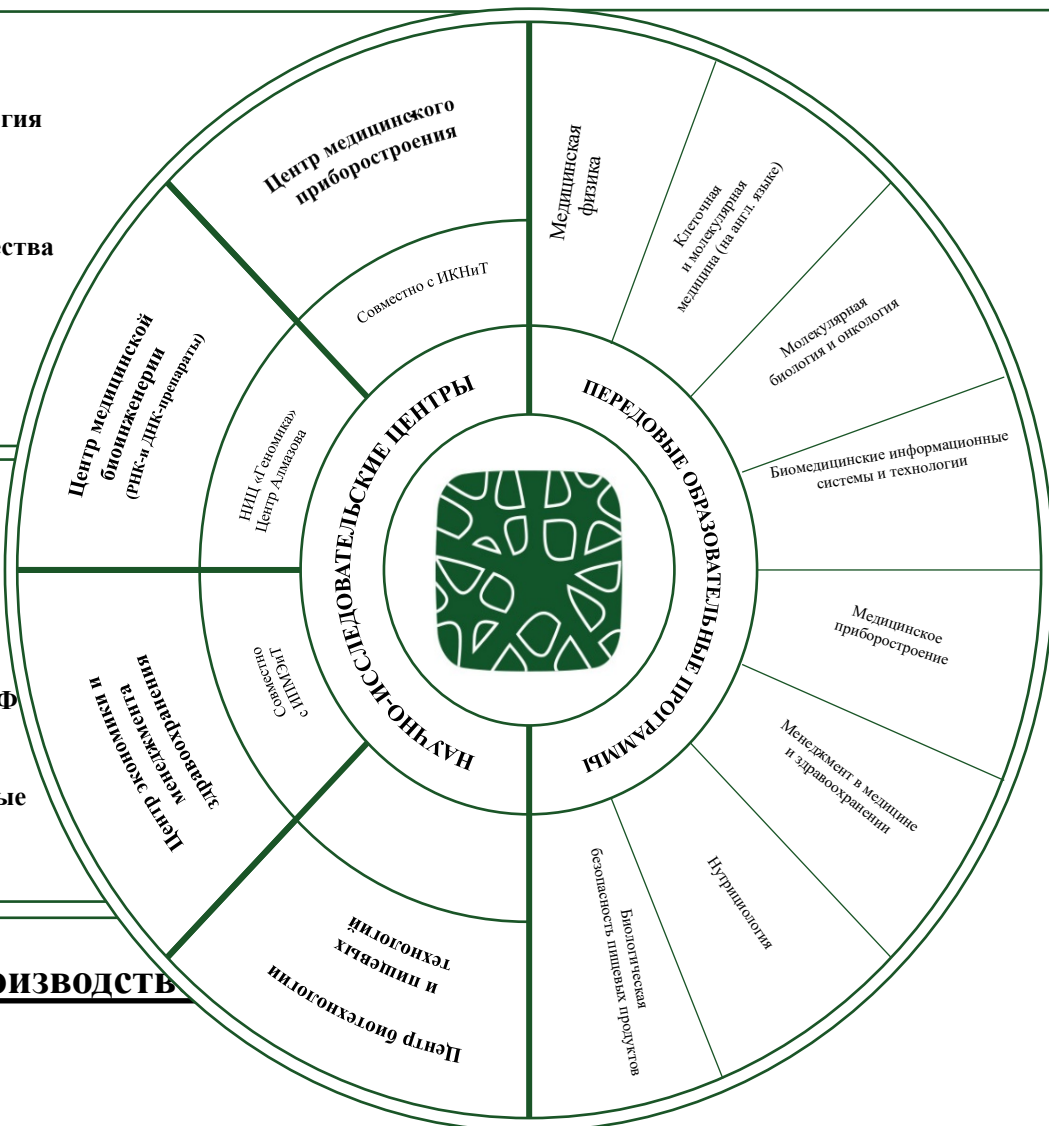 гия
ества
Ф
ые
оизводств
НАУЧНО-ИССЛЕДОВАТЕЛЬСКИЕ ЦЕНТРЫ
Центр медицинского
приборостроения
Совместно с ИКНиТ
Центр медицинской
биоинженерии
(РНК-и ДНК-препараты)
НИЦ «Геномика»
Центр Алмазова
Центр экономики и
менеджмента
здравоохранения
Совместно
с ИПМЭиТ
Центр биотехнологии
и пищевых
технологий
ПЕРЕДОВЫЕ ОБРАЗОВАТЕЛЬНЫЕ ПРОГРАММЫ
Медицинская
физика
Клеточная
и молекулярная
медицина (на англ. языке)
Молекулярная
биология и онкология
Биомедицинские информационные
системы и технологии
Медицинское
приборостроение
Менеджмент в медицине
и здравоохранении
Нутрициология
Биологическая
безопасность пищевых продуктов